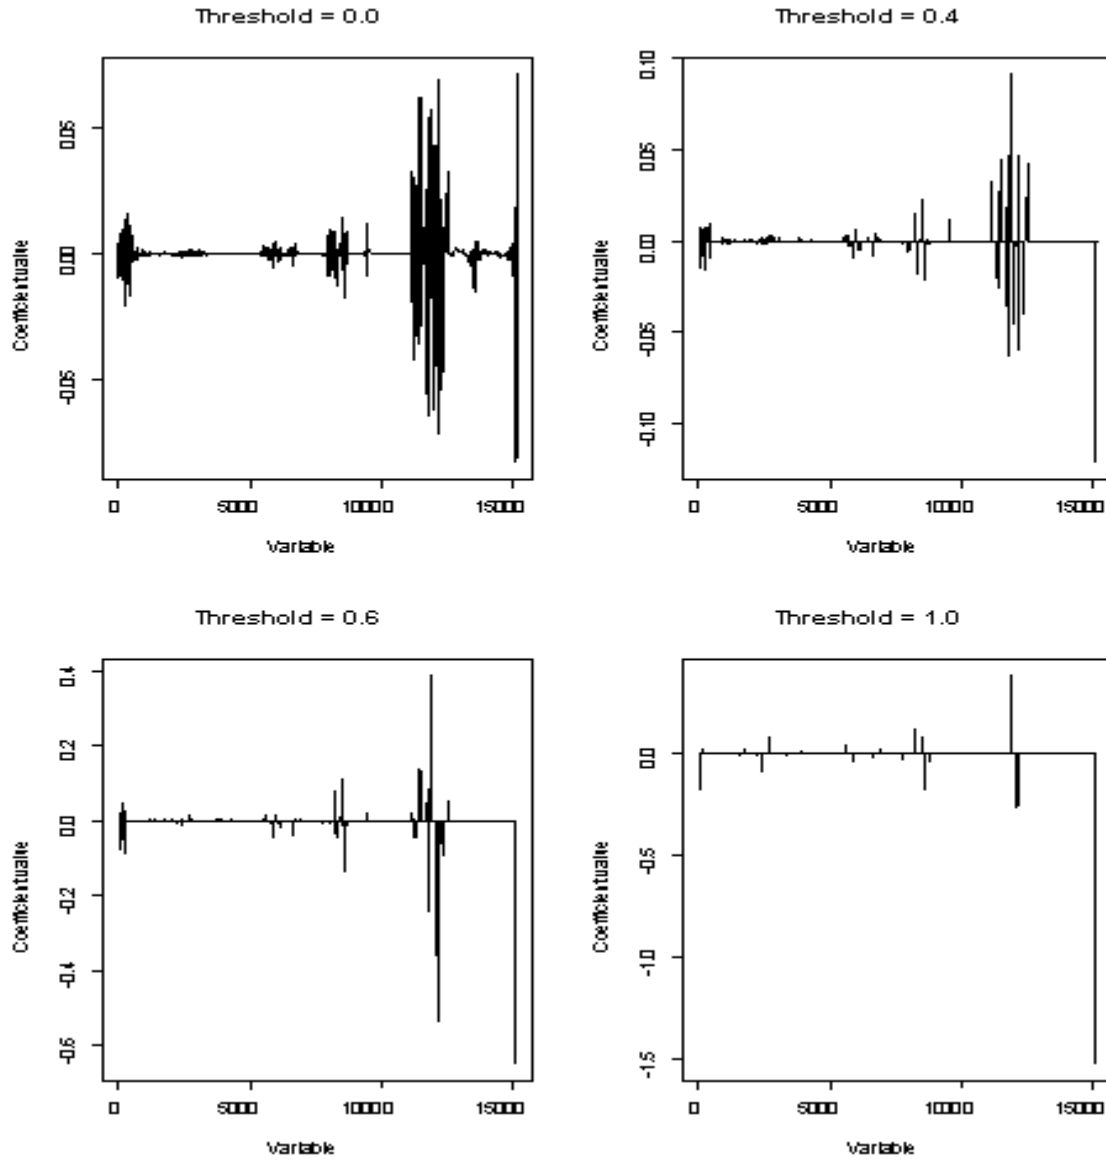 Threshold = 0.0
Threshold = 0.4
0.05
0.00
-0.05
Coefficient value
0
5000
10000
15000
Variable
0.10
0.05
0.00
-0.05
-0.10
Coefficient value
0
5000
10000
15000
Variable
Threshold = 0.6
Threshold = 1.0
0.4
0.2
0.0
-0.2
-0.4
-0.6
Coefficient value
0
5000
10000
15000
Variable
0.0
-0.5
-1.0
-1.5
Coefficient value
0
5000
10000
15000
Variable